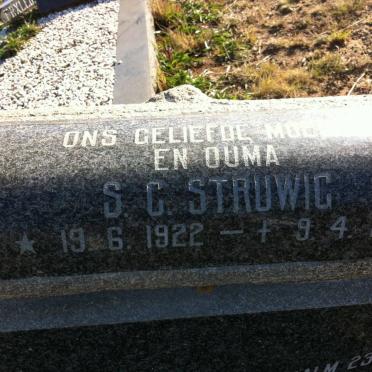 ONS GELIEFDE
EN OUMA
S. C. STRUWIG
★ 19. 6. 1922 – † 9 4